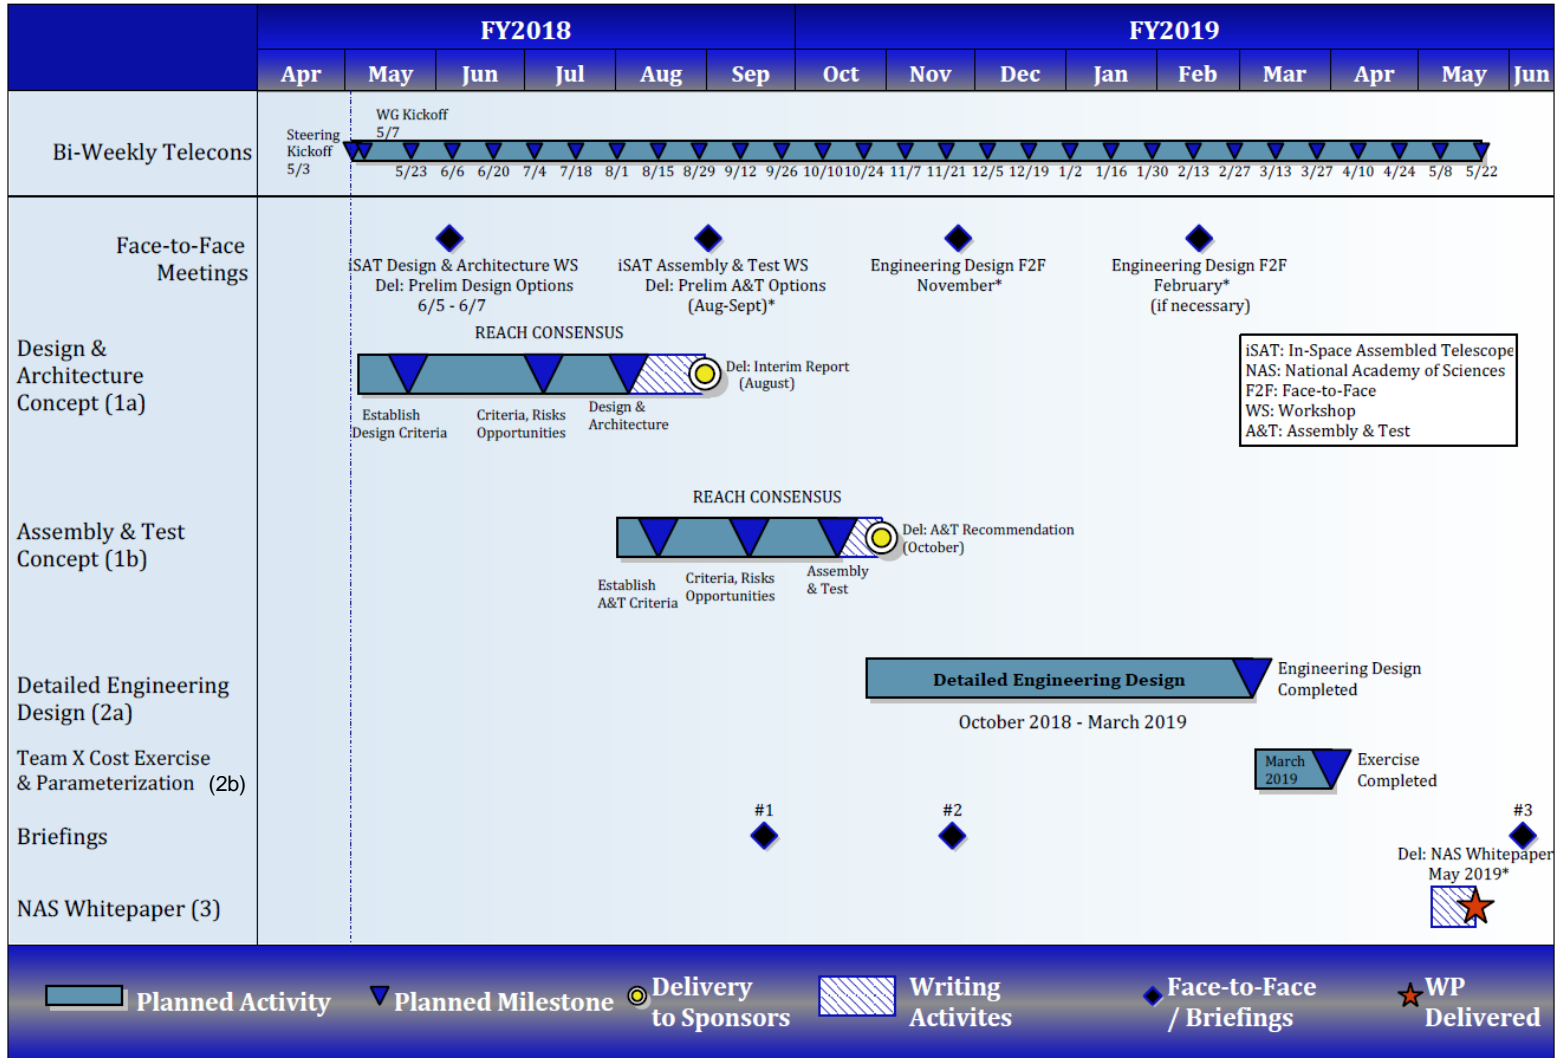 FY2018
FY2019
Apr
May
Jun
Jul
Aug
Sep
Oct
Nov
Dec
Jan
Feb
Mar
Apr
May
Jun
Bi-Weekly Telecons
Steering
Kickoff
5/3
WG Kickoff
5/7
5/23
6/6
6/20
7/4
7/18
8/1
8/15
8/29
9/12
9/26
10/10
10/24
11/7
11/21
12/5
12/19
1/2
1/16
1/30
2/13
2/27
3/13
3/27
4/10
4/24
5/8
5/22
Face-to-Face
Meetings
iSAT Design & Architecture WS
Del: Prelim Design Options
6/5 - 6/7
iSAT Assembly & Test WS
Del: Prelim A&T Options
(Aug-Sept)*
Engineering Design F2F
November*
Engineering Design F2F
February*
(if necessary)
Design &
Architecture
Concept (1a)
REACH CONSENSUS
Establish
Design Criteria
Criteria, Risks
Opportunities
Design &
Architecture
Del: Interim Report
(August)
iSAT: In-Space Assembled Telescope
NAS: National Academy of Sciences
F2F: Face-to-Face
WS: Workshop
A&T: Assembly & Test
Assembly & Test
Concept (1b)
REACH CONSENSUS
Establish
A&T Criteria
Criteria, Risks
Opportunities
Assembly
& Test
Del: A&T Recommendation
(October)
Detailed Engineering
Design (2a)
Detailed Engineering Design
October 2018 - March 2019
Engineering Design
Completed
Team X Cost Exercise
& Parameterization (2b)
March
2019
Exercise
Completed
Briefings
#1
#2
#3
NAS Whitepaper (3)
Del: NAS Whitepaper
May 2019*
Planned Activity
Planned Milestone
Delivery
to Sponsors
Writing
Activites
Face-to-Face
/ Briefings
WP
Delivered